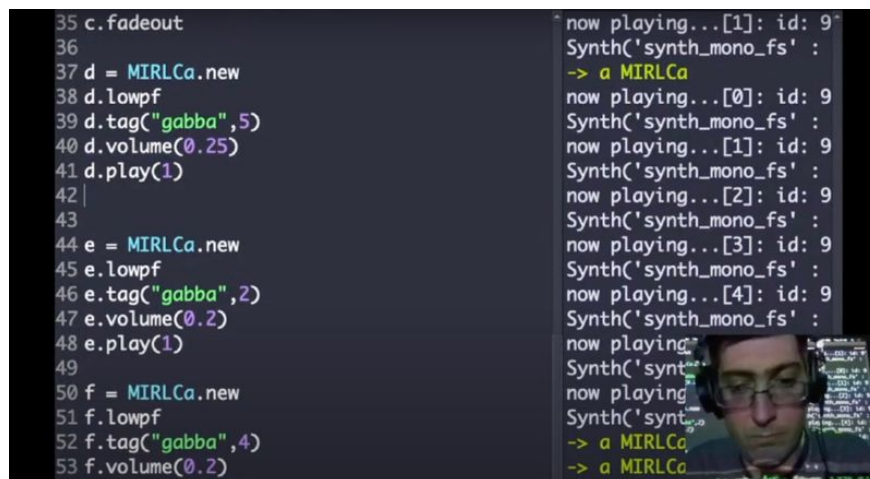 35 c.fadeout
36
37 d = MIRLCa.new
38 d.lowpf
39 d.tag("gabba",5)
40 d.volume(0.25)
41 d.play(1)
42
43
44 e = MIRLCa.new
45 e.lowpf
46 e.tag("gabba",2)
47 e.volume(0.2)
48 e.play(1)
49
50 f = MIRLCa.new
51 f.lowpf
52 f.tag("gabba",4)
53 f.volume(0.2)
now playing...[1]: id: 9
Synth('synth_mono_fs' :
-> a MIRLCa
now playing...[0]: id: 9
Synth('synth_mono_fs' :
now playing...[1]: id: 9
Synth('synth_mono_fs' :
now playing...[2]: id: 9
Synth('synth_mono_fs' :
now playing...[3]: id: 9
Synth('synth_mono_fs' :
now playing...[4]: id: 9
Synth('synth_mono_fs' :
now playing
Synth('synt
now playing
Synth('synt
-> a MIRLCa
-> a MIRLCa